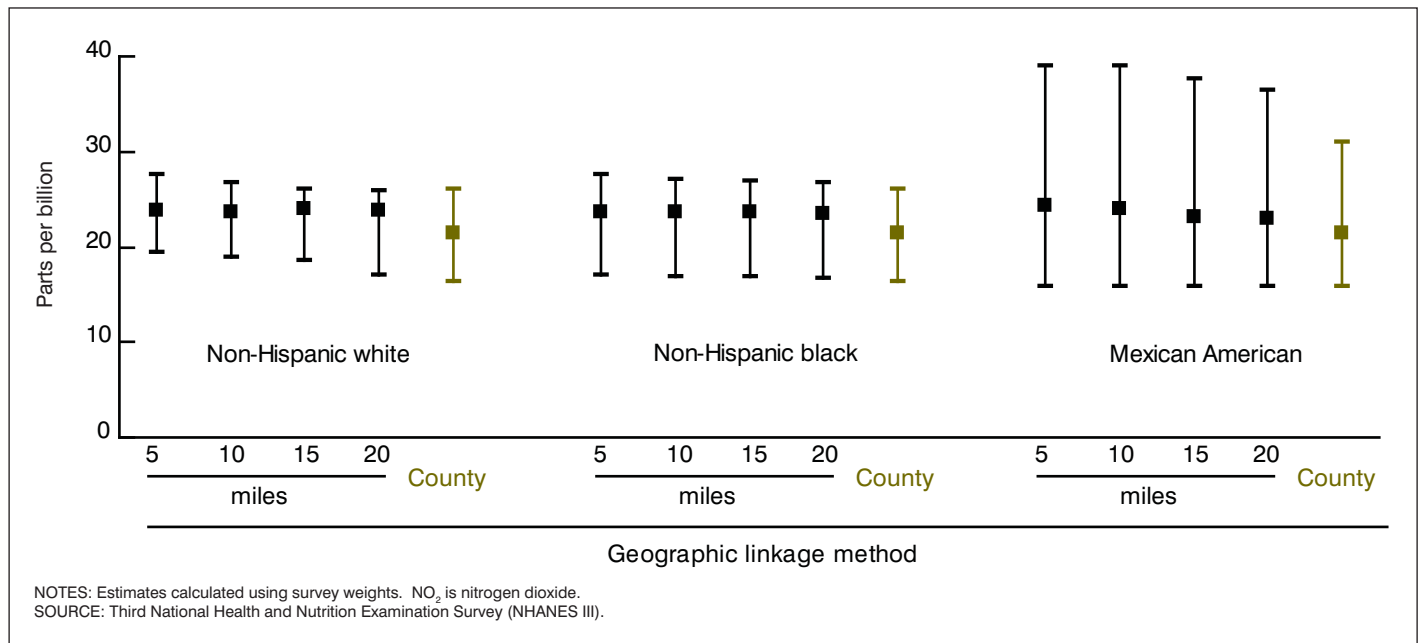 40
30
20
10
0
Parts per billion
Non-Hispanic white
Non-Hispanic black
Mexican American
5 10 15 20 County
miles
5 10 15 20 County
miles
5 10 15 20 County
miles
Geographic linkage method
NOTES: Estimates calculated using survey weights. NO₂ is nitrogen dioxide.
SOURCE: Third National Health and Nutrition Examination Survey (NHANES III).